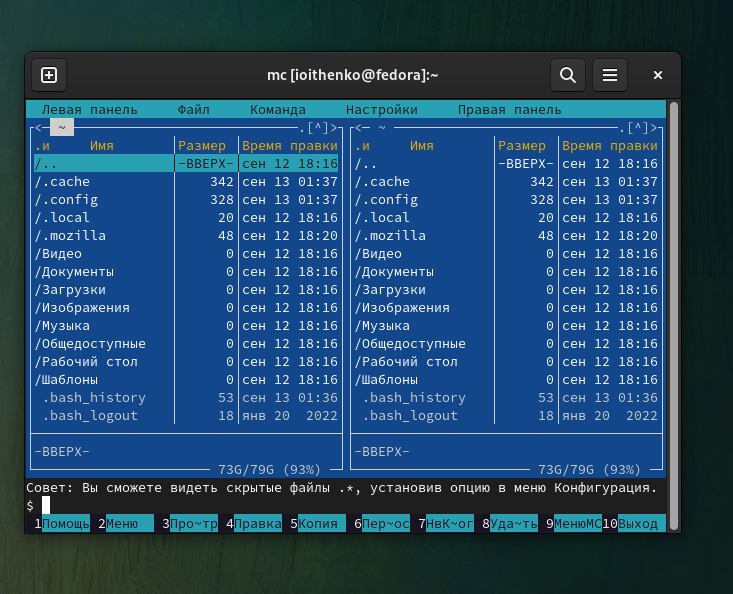 mc [ioithenko@fedora]:~
Левая панель Файл Команда Настройки Правая панель
<— ~ .[^]> <— ~ .[^]>
.и Имя Размер Время правки .и Имя Размер Время правки
/.. -ВВЕРХ- сен 12 18:16 /.. -ВВЕРХ- сен 12 18:16
/.cache 342 сен 13 01:37 /.cache 342 сен 13 01:37
/.config 328 сен 13 01:37 /.config 328 сен 13 01:37
/.local 20 сен 12 18:16 /.local 20 сен 12 18:16
/.mozilla 48 сен 12 18:20 /.mozilla 48 сен 12 18:20
/Видео 0 сен 12 18:16 /Видео 0 сен 12 18:16
/Документы 0 сен 12 18:16 /Документы 0 сен 12 18:16
/Загрузки 0 сен 12 18:16 /Загрузки 0 сен 12 18:16
/Изображения 0 сен 12 18:16 /Изображения 0 сен 12 18:16
/Музыка 0 сен 12 18:16 /Музыка 0 сен 12 18:16
/Общедоступные 0 сен 12 18:16 /Общедоступные 0 сен 12 18:16
/Рабочий стол 0 сен 12 18:16 /Рабочий стол 0 сен 12 18:16
/Шаблоны 0 сен 12 18:16 /Шаблоны 0 сен 12 18:16
.bash_history 53 сен 13 01:36 .bash_history 53 сен 13 01:36
.bash_logout 18 янв 20 2022 .bash_logout 18 янв 20 2022
-ВВЕРХ- -ВВЕРХ-
73G/79G (93%) 73G/79G (93%)
Совет: Вы сможете видеть скрытые файлы .*, установив опцию в меню Конфигурация.
$
1Помощь 2Меню 3Про~тр 4Правка 5Копия 6Пер~ос 7НвК~ог 8Уда~ть 9МенюMC 10Выход